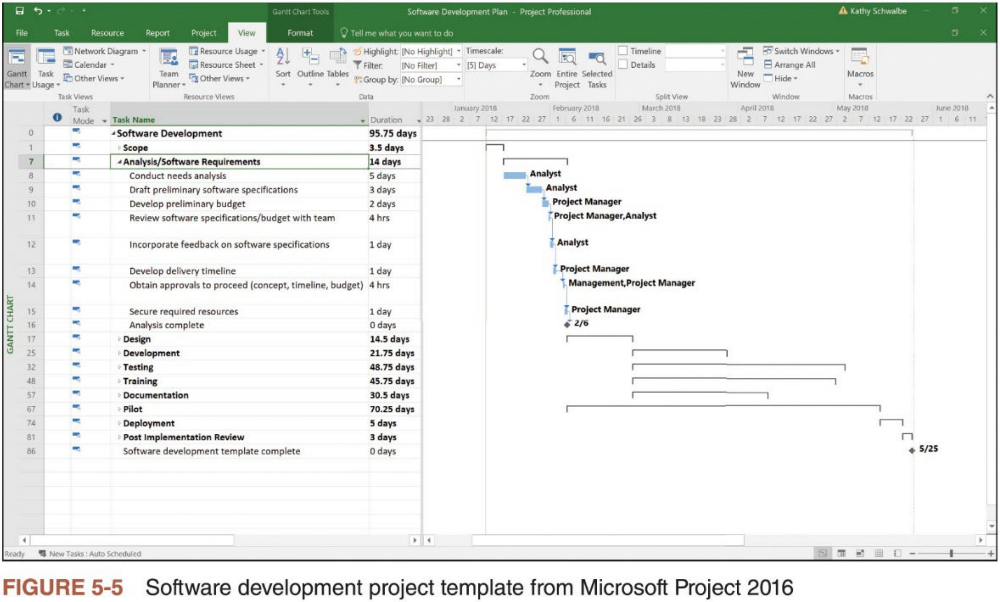 Gantt Chart Tools
Software Development Plan - Project Professional
Kathy Schwalbe
File Task Resource Report Project View Format Tell me what you want to do
Gantt Chart
Task Usage
Network Diagram
Calendar
Other Views
Task Views
Team Planner
Resource Usage
Resource Sheet
Other Views
Resource Views
Sort
Outline
Tables
Highlight: [No Highlight]
Filter: [No Filter]
Group by: [No Group]
Data
Timescale:
[5] Days
Zoom
Entire Project
Selected Tasks
Zoom
Timeline
Details
Split View
New Window
Switch Windows
Arrange All
Hide
Window
Macros
Macros
Task Mode Task Name Duration
January 2018 February 2018 March 2018 April 2018 May 2018 June 2018
23 28 2 7 12 17 22 27 1 6 11 16 21 26 3 8 13 18 23 28 2 7 12 17 22 27 2 7 12 17 22 27 1 6 11
0 Software Development 95.75 days
1 Scope 3.5 days
7 Analysis/Software Requirements 14 days
8 Conduct needs analysis 5 days Analyst
9 Draft preliminary software specifications 3 days Analyst
10 Develop preliminary budget 2 days Project Manager
11 Review software specifications/budget with team 4 hrs Project Manager,Analyst
12 Incorporate feedback on software specifications 1 day Analyst
13 Develop delivery timeline 1 day Project Manager
14 Obtain approvals to proceed (concept, timeline, budget) 4 hrs Management,Project Manager
15 Secure required resources 1 day Project Manager
16 Analysis complete 0 days 2/6
17 Design 14.5 days
25 Development 21.75 days
32 Testing 48.75 days
48 Training 45.75 days
57 Documentation 30.5 days
67 Pilot 70.25 days
74 Deployment 5 days
81 Post Implementation Review 3 days
86 Software development template complete 0 days 5/25
GANTT CHART
Ready New Tasks : Auto Scheduled
FIGURE 5-5 Software development project template from Microsoft Project 2016